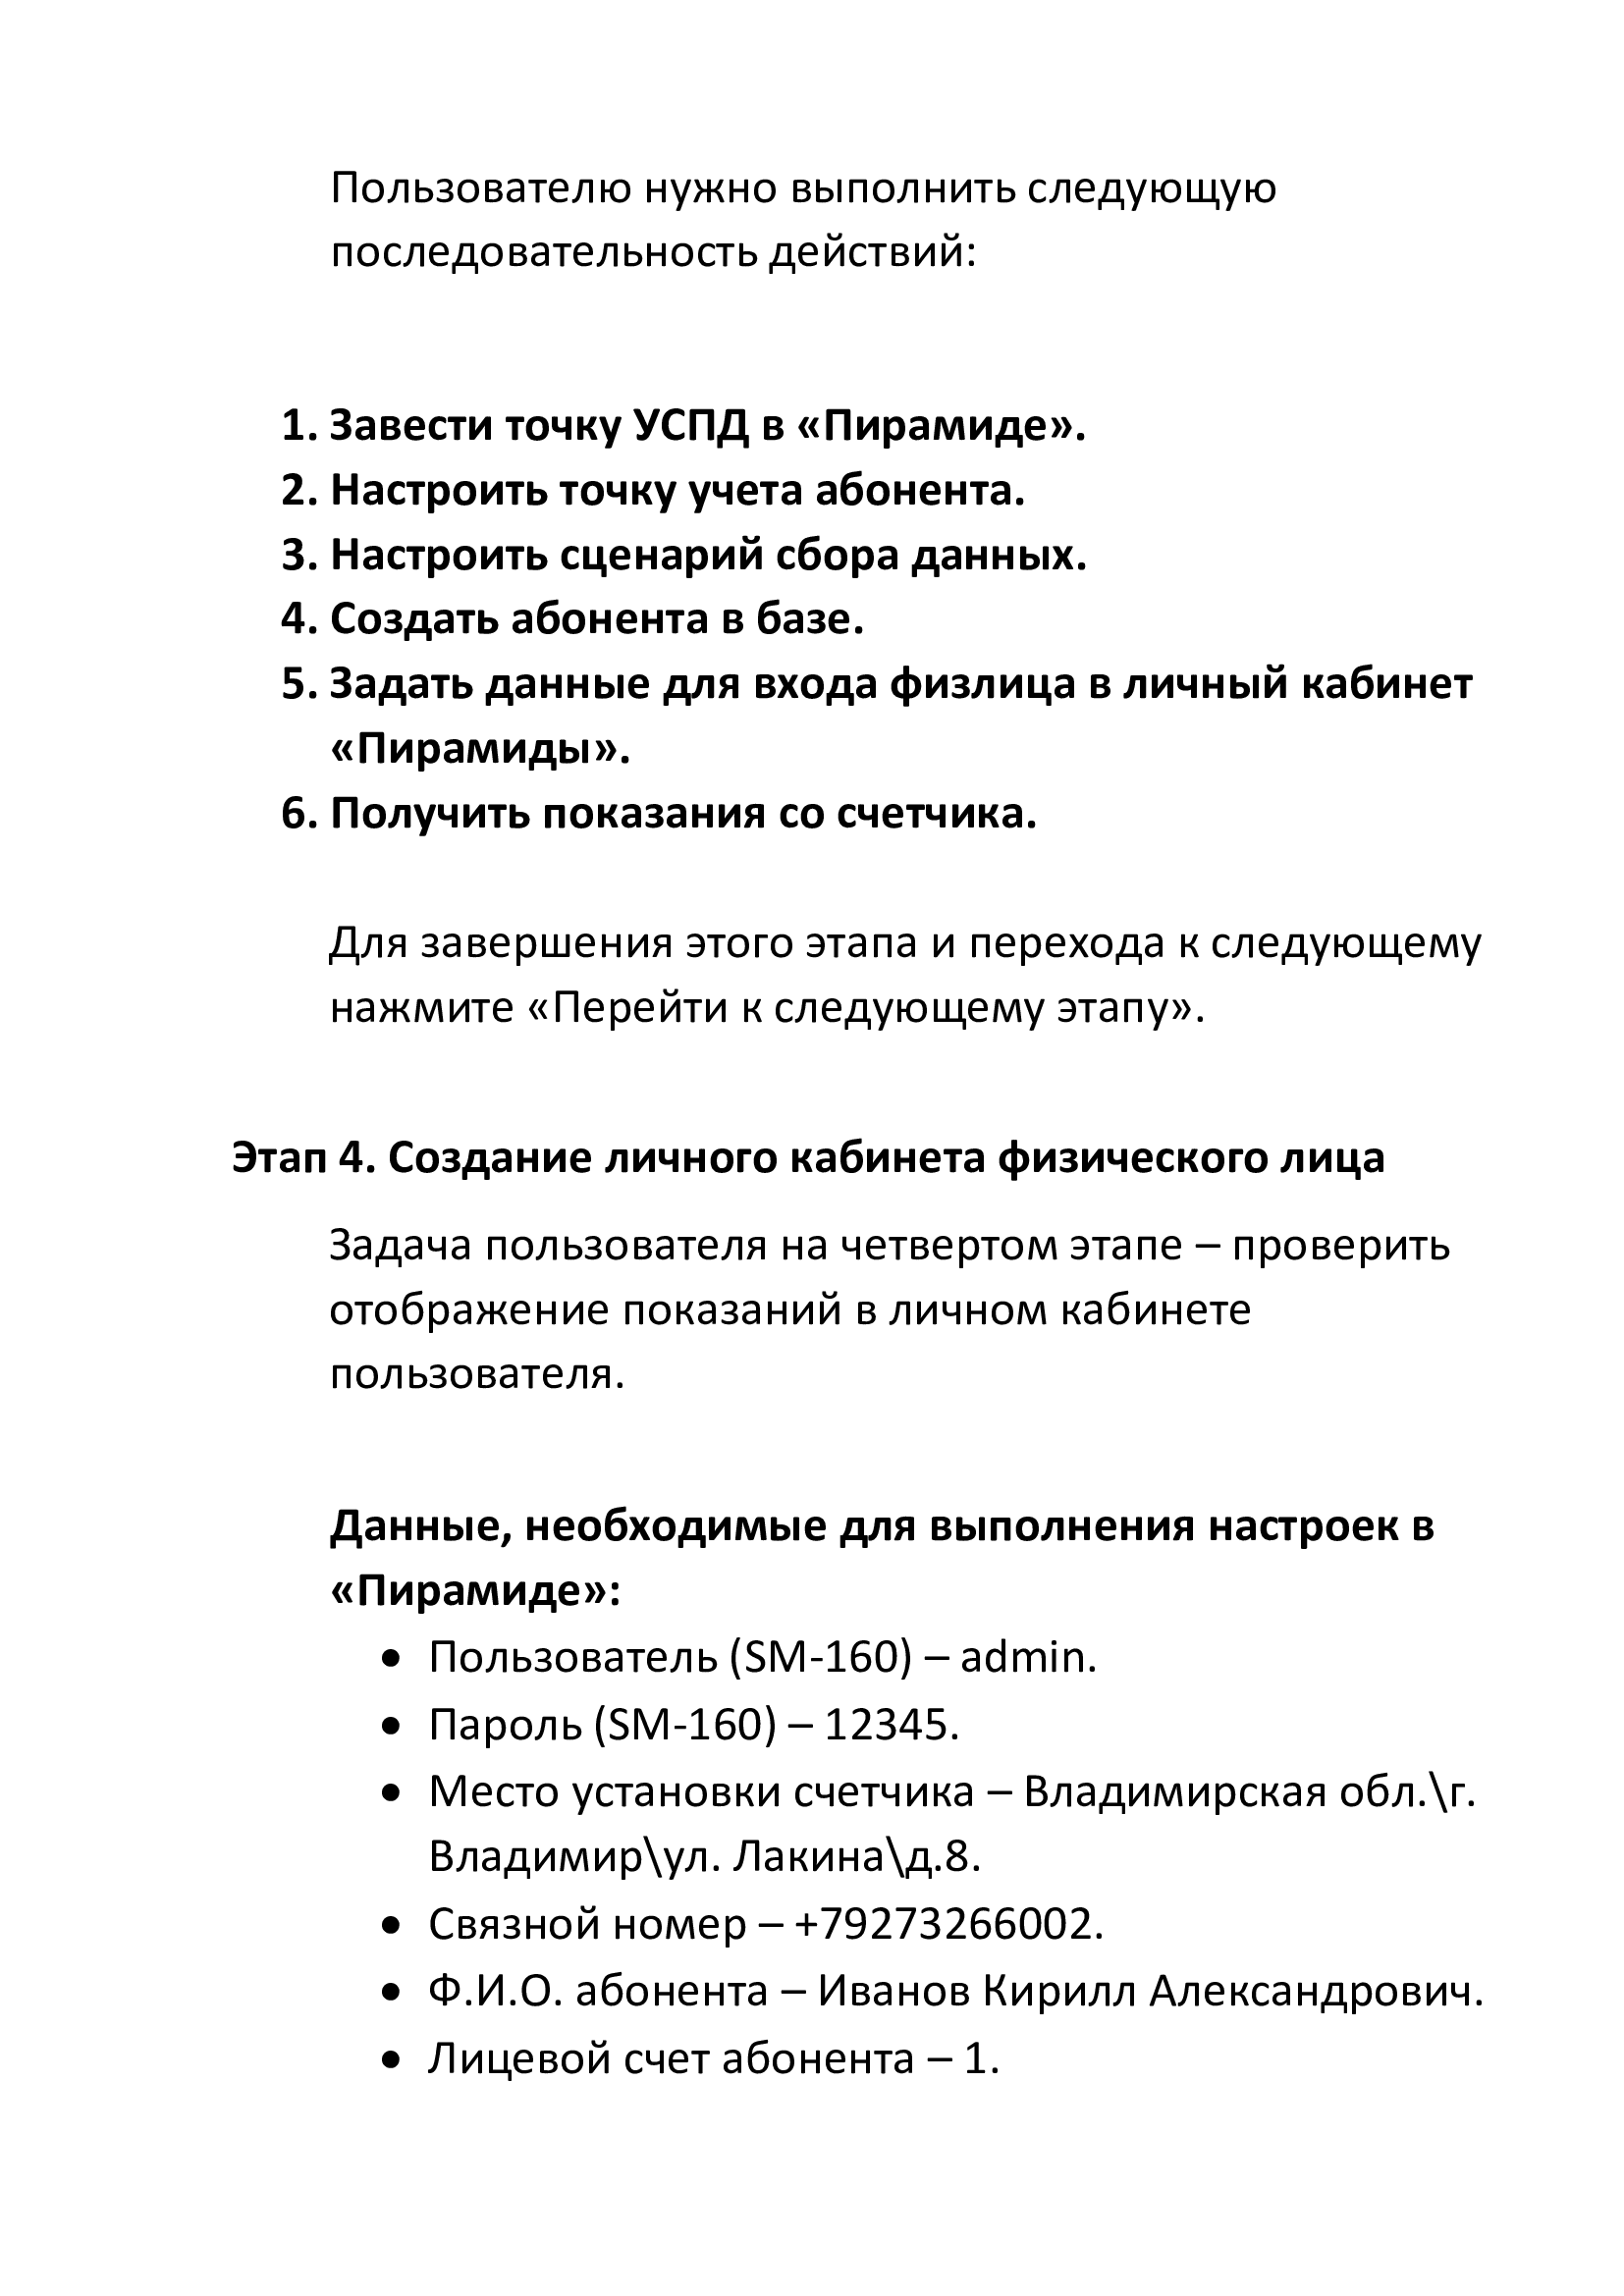 Пользователю нужно выполнить следующую
последовательность действий:
1. Завести точку УСПД в «Пирамиде».
2. Настроить точку учета абонента.
3. Настроить сценарий сбора данных.
4. Создать абонента в базе.
5. Задать данные для входа физлица в личный кабинет
«Пирамиды».
6. Получить показания со счетчика.
Для завершения этого этапа и перехода к следующему
нажмите «Перейти к следующему этапу».
Этап 4. Создание личного кабинета физического лица
Задача пользователя на четвертом этапе – проверить
отображение показаний в личном кабинете
пользователя.
Данные, необходимые для выполнения настроек в
«Пирамиде»:
• Пользователь (SM-160) – admin.
• Пароль (SM-160) – 12345.
• Место установки счетчика – Владимирская обл.\г.
Владимир\ул. Лакина\д.8.
• Связной номер – +79273266002.
• Ф.И.О. абонента – Иванов Кирилл Александрович.
• Лицевой счет абонента – 1.